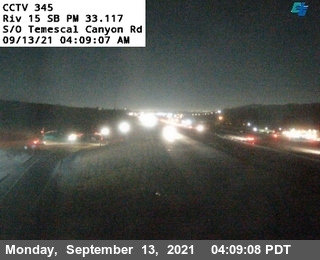 CCTV 345
Riv 15 SB PM 33.117
S/O Temescal Canyon Rd
09/13/21 04:09:07 AM
Monday, September 13, 2021 04:09:08 PDT